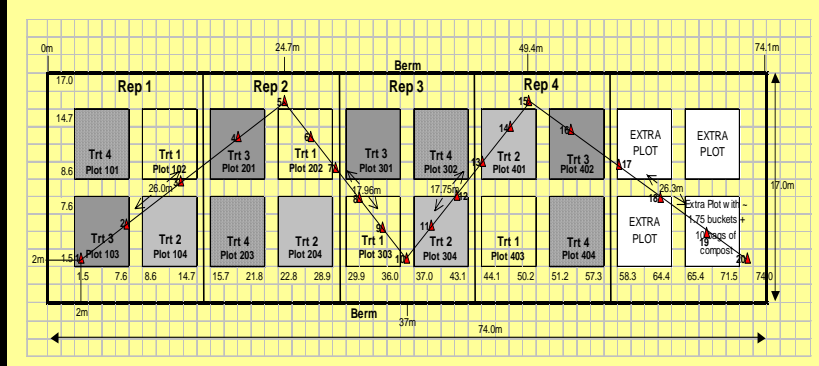 0m 24.7m 49.4m 74.1m
Berm
17.0 Rep 1 Rep 2 Rep 3 Rep 4
5 15
14.7
4 6 14 16
Trt 4 Trt 1 Trt 3 Trt 1 Trt 3 Trt 4 Trt 2 Trt 3 EXTRA EXTRA
Plot 101 Plot 102 Plot 201 Plot 202 Plot 301 Plot 302 Plot 401 Plot 402 PLOT PLOT
8.6 3 7 13 17 17.0m
26.0m 17.96m 17.75m 26.3m
7.6 8 12 18
Extra Plot with ~
1.75 buckets +
10 bags of
compost
2 9 11 19
Trt 3 Trt 2 Trt 4 Trt 2 Trt 1 Trt 2 Trt 1 Trt 4 EXTRA
Plot 103 Plot 104 Plot 203 Plot 204 Plot 303 Plot 304 Plot 403 Plot 404 PLOT
2m 1.5 1 10 20
1.5 7.6 8.6 14.7 15.7 21.8 22.8 28.9 29.9 36.0 37.0 43.1 44.1 50.2 51.2 57.3 58.3 64.4 65.4 71.5 74.0
2m Berm 37m
74.0m